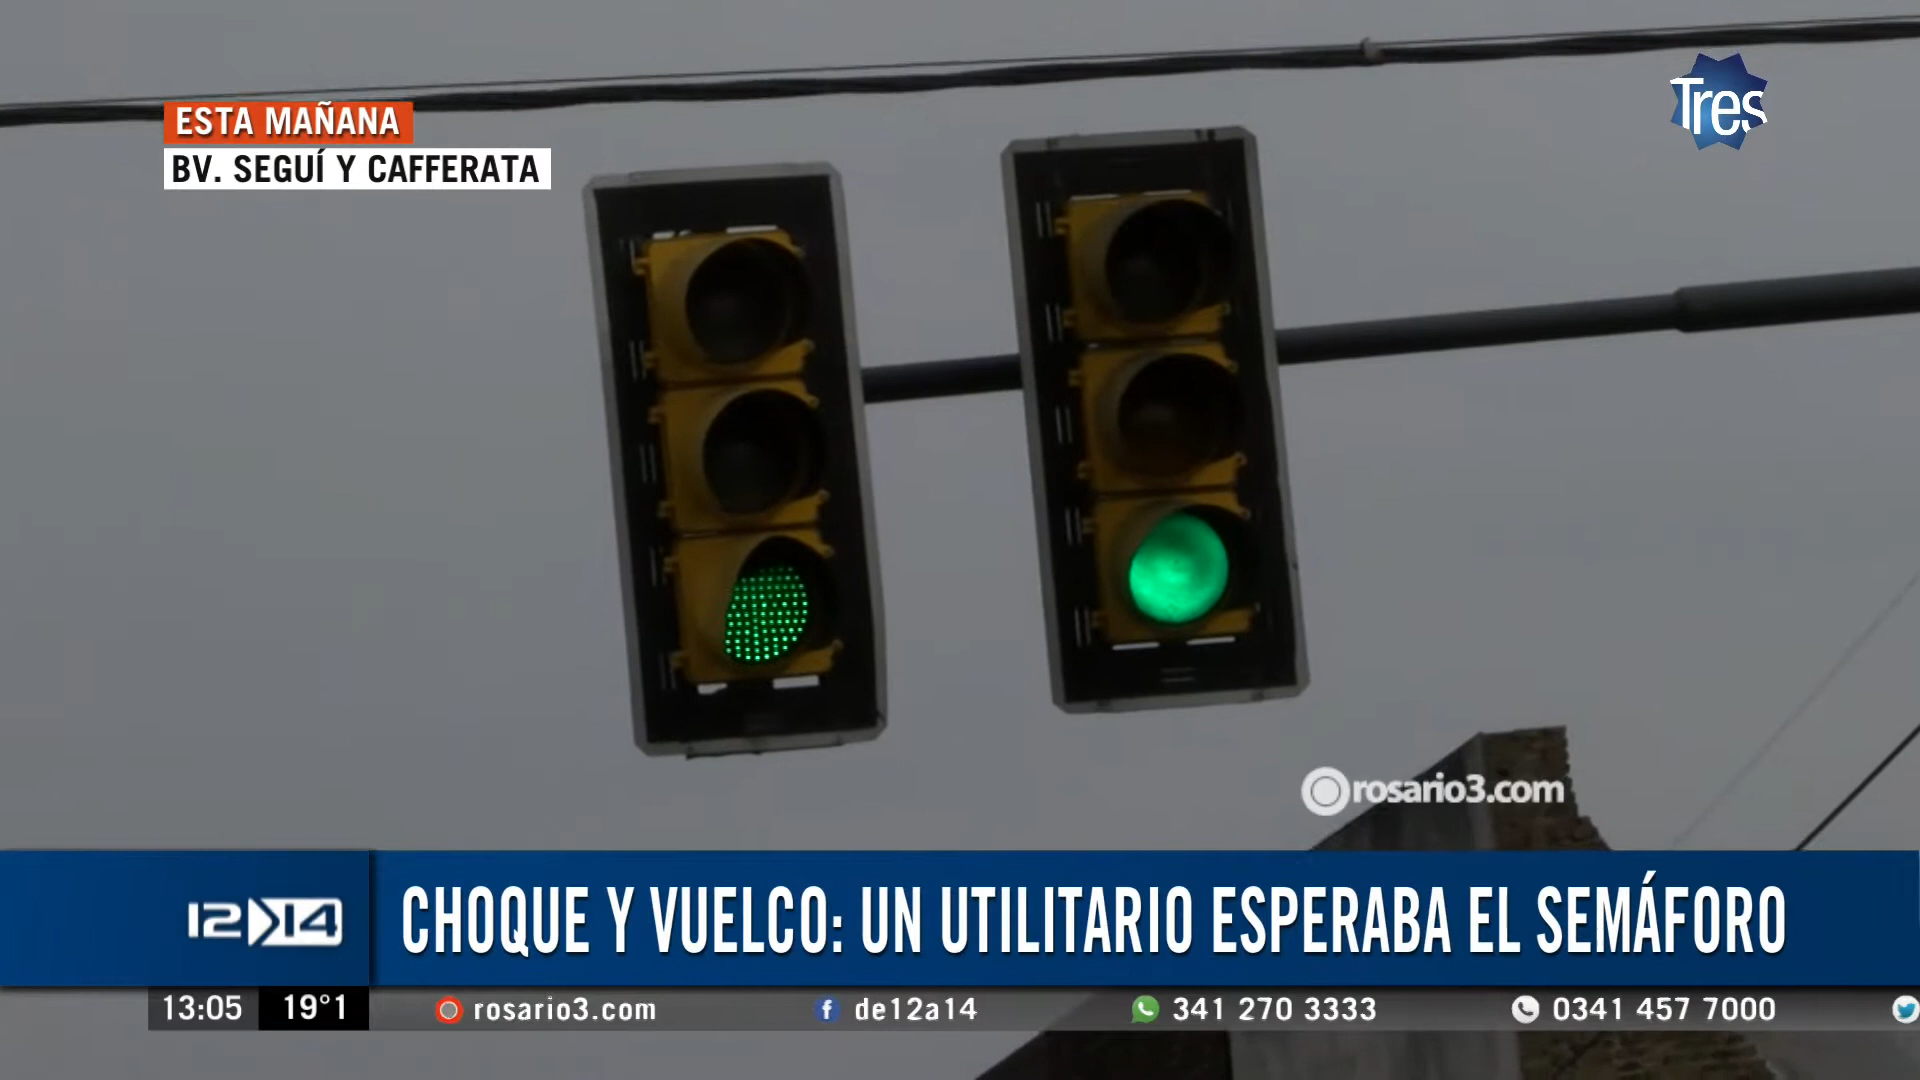 ESTA MAÑANA
BV. SEGUÍ Y CAFFERATA
Tres
rosario3.com
12 14
CHOQUE Y VUELCO: UN UTILITARIO ESPERABA EL SEMÁFORO
13:05 19°1 rosario3.com de12a14 341 270 3333 0341 457 7000